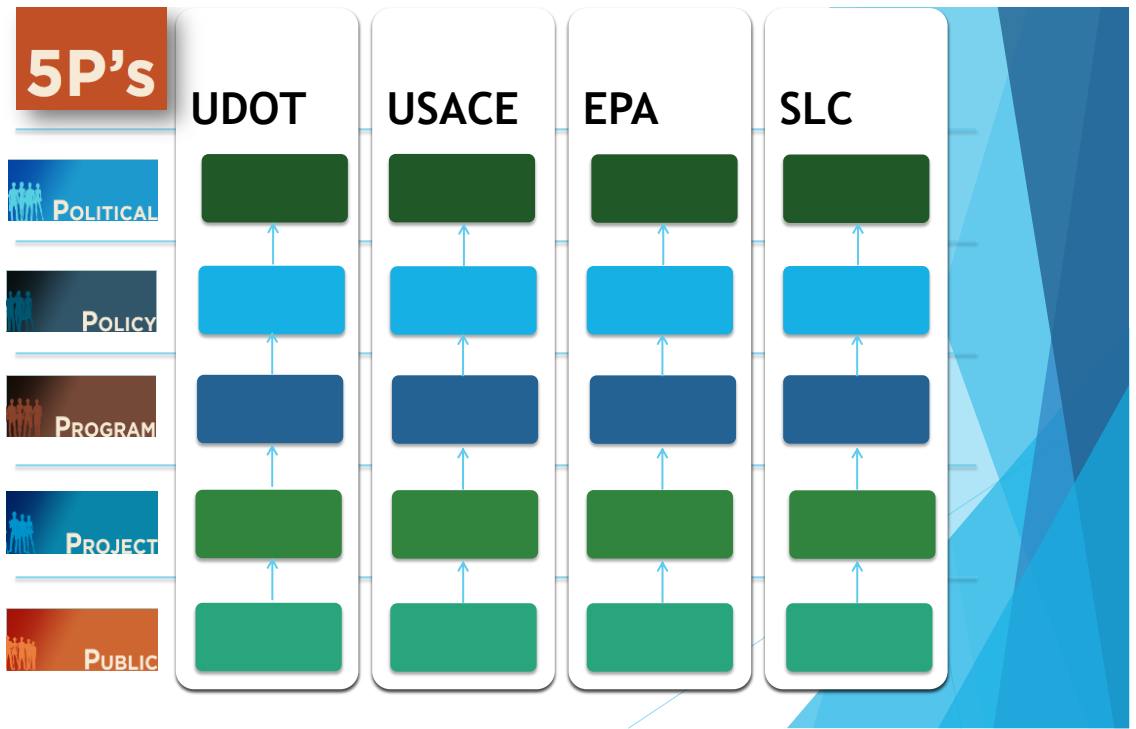 5P's
UDOT USACE EPA SLC
POLITICAL
POLICY
PROGRAM
PROJECT
PUBLIC